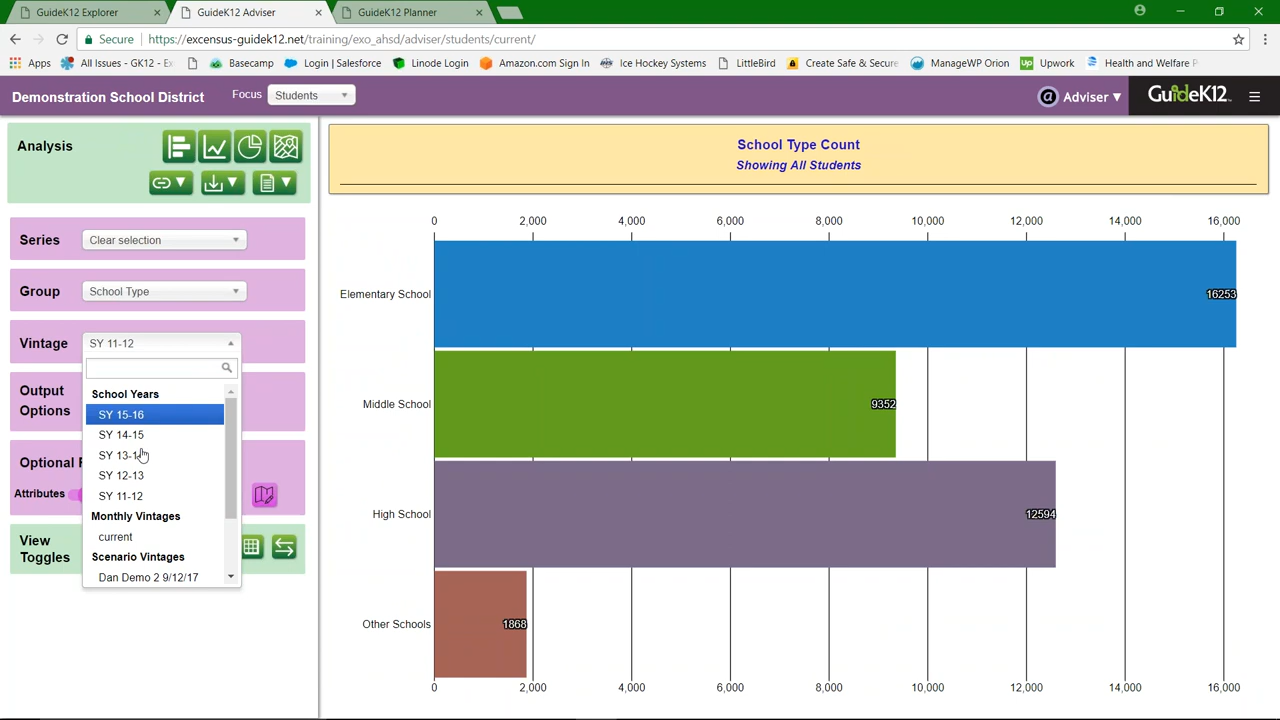 GuideK12 Explorer
GuideK12 Adviser
GuideK12 Planner
Secure
https://excensus-guidek12.net/training/exo_ahsd/adviser/students/current/
Apps
All Issues - GK12 - Ex
Basecamp
Login | Salesforce
Linode Login
Amazon.com Sign In
Ice Hockey Systems
LittleBird
Create Safe & Secure
ManageWP Orion
Upwork
Health and Welfare P
Demonstration School District
Focus
Students
Adviser ▼
GuideK12
Analysis
School Type Count
Showing All Students
Series
Clear selection
Group
School Type
Vintage
SY 11-12
School Years
SY 15-16
SY 14-15
SY 13-1
SY 12-13
SY 11-12
Monthly Vintages
current
Scenario Vintages
Dan Demo 2 9/12/17
Output
Options
Optional F
Attributes
View
Toggles
0 2,000 4,000 6,000 8,000 10,000 12,000 14,000 16,000
Elementary School 16253
Middle School 9352
High School 12594
Other Schools 1868
0 2,000 4,000 6,000 8,000 10,000 12,000 14,000 16,000